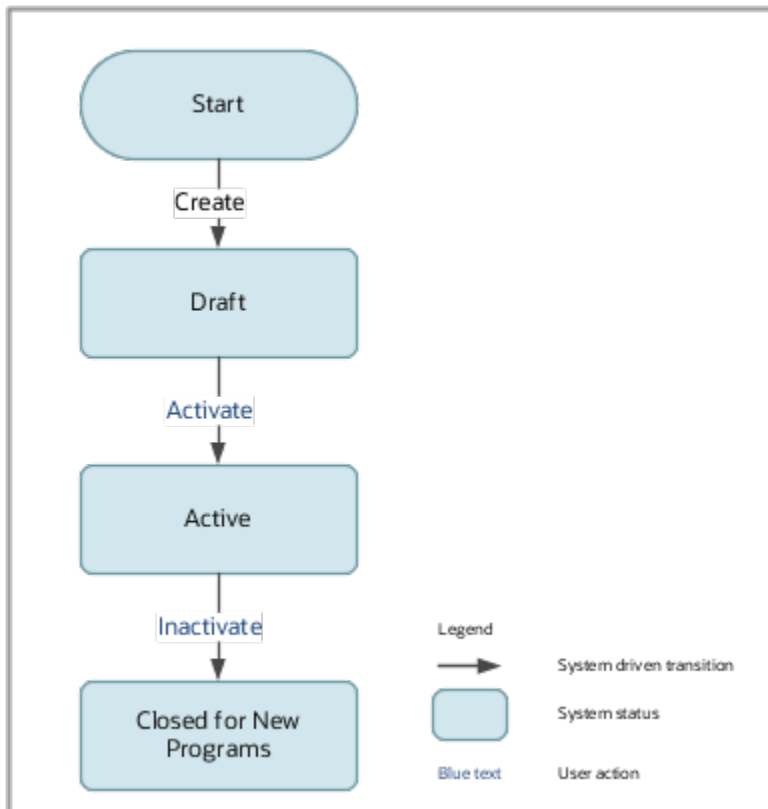 Start
Create
Draft
Activate
Active
Inactivate
Closed for New
Programs
Legend
System driven transition
System status
Blue text User action